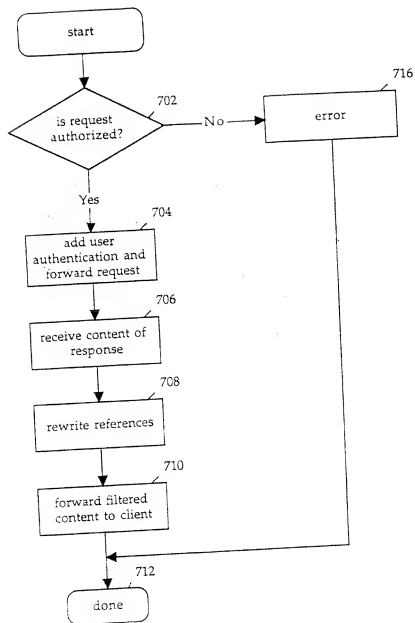 start
702
is request
authorized?
No
716
error
Yes
704
add user
authentication and
forward request
706
receive content of
response
708
rewrite references
710
forward filtered
content to client
712
done